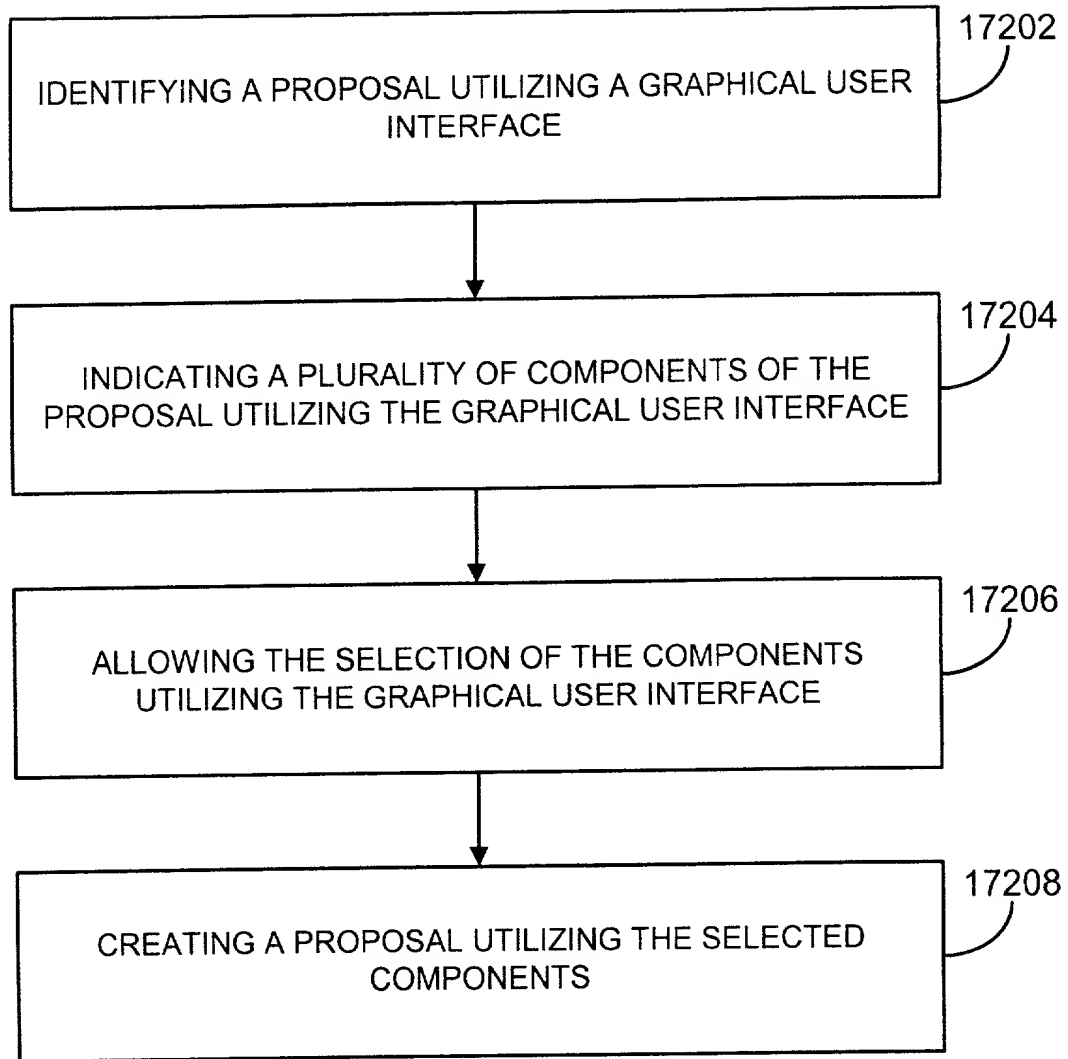 17202
IDENTIFYING A PROPOSAL UTILIZING A GRAPHICAL USER
INTERFACE
17204
INDICATING A PLURALITY OF COMPONENTS OF THE
PROPOSAL UTILIZING THE GRAPHICAL USER INTERFACE
17206
ALLOWING THE SELECTION OF THE COMPONENTS
UTILIZING THE GRAPHICAL USER INTERFACE
17208
CREATING A PROPOSAL UTILIZING THE SELECTED
COMPONENTS